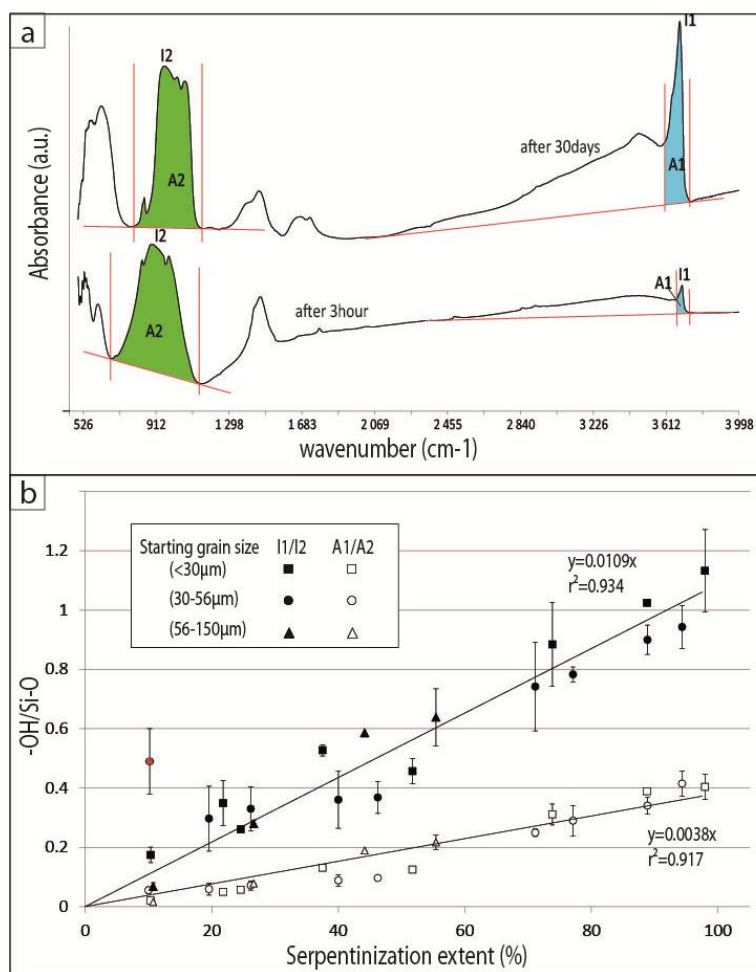 a
I1
I2
after 30days
A1
A2
I2
I1
A1
after 3hour
A2
Absorbance (a.u.)
526 912 1 298 1 683 2 069 2 455 2 840 3 226 3 612 3 998
wavenumber (cm-1)
b
Starting grain size I1/I2 A1/A2
(<30µm)
(30-56µm)
(56-150µm)
y=0.0109x
r²=0.934
y=0.0038x
r²=0.917
1.2
1
0.8
0.6
0.4
0.2
0
-OH/Si-O
0 20 40 60 80 100
Serpentinization extent (%)